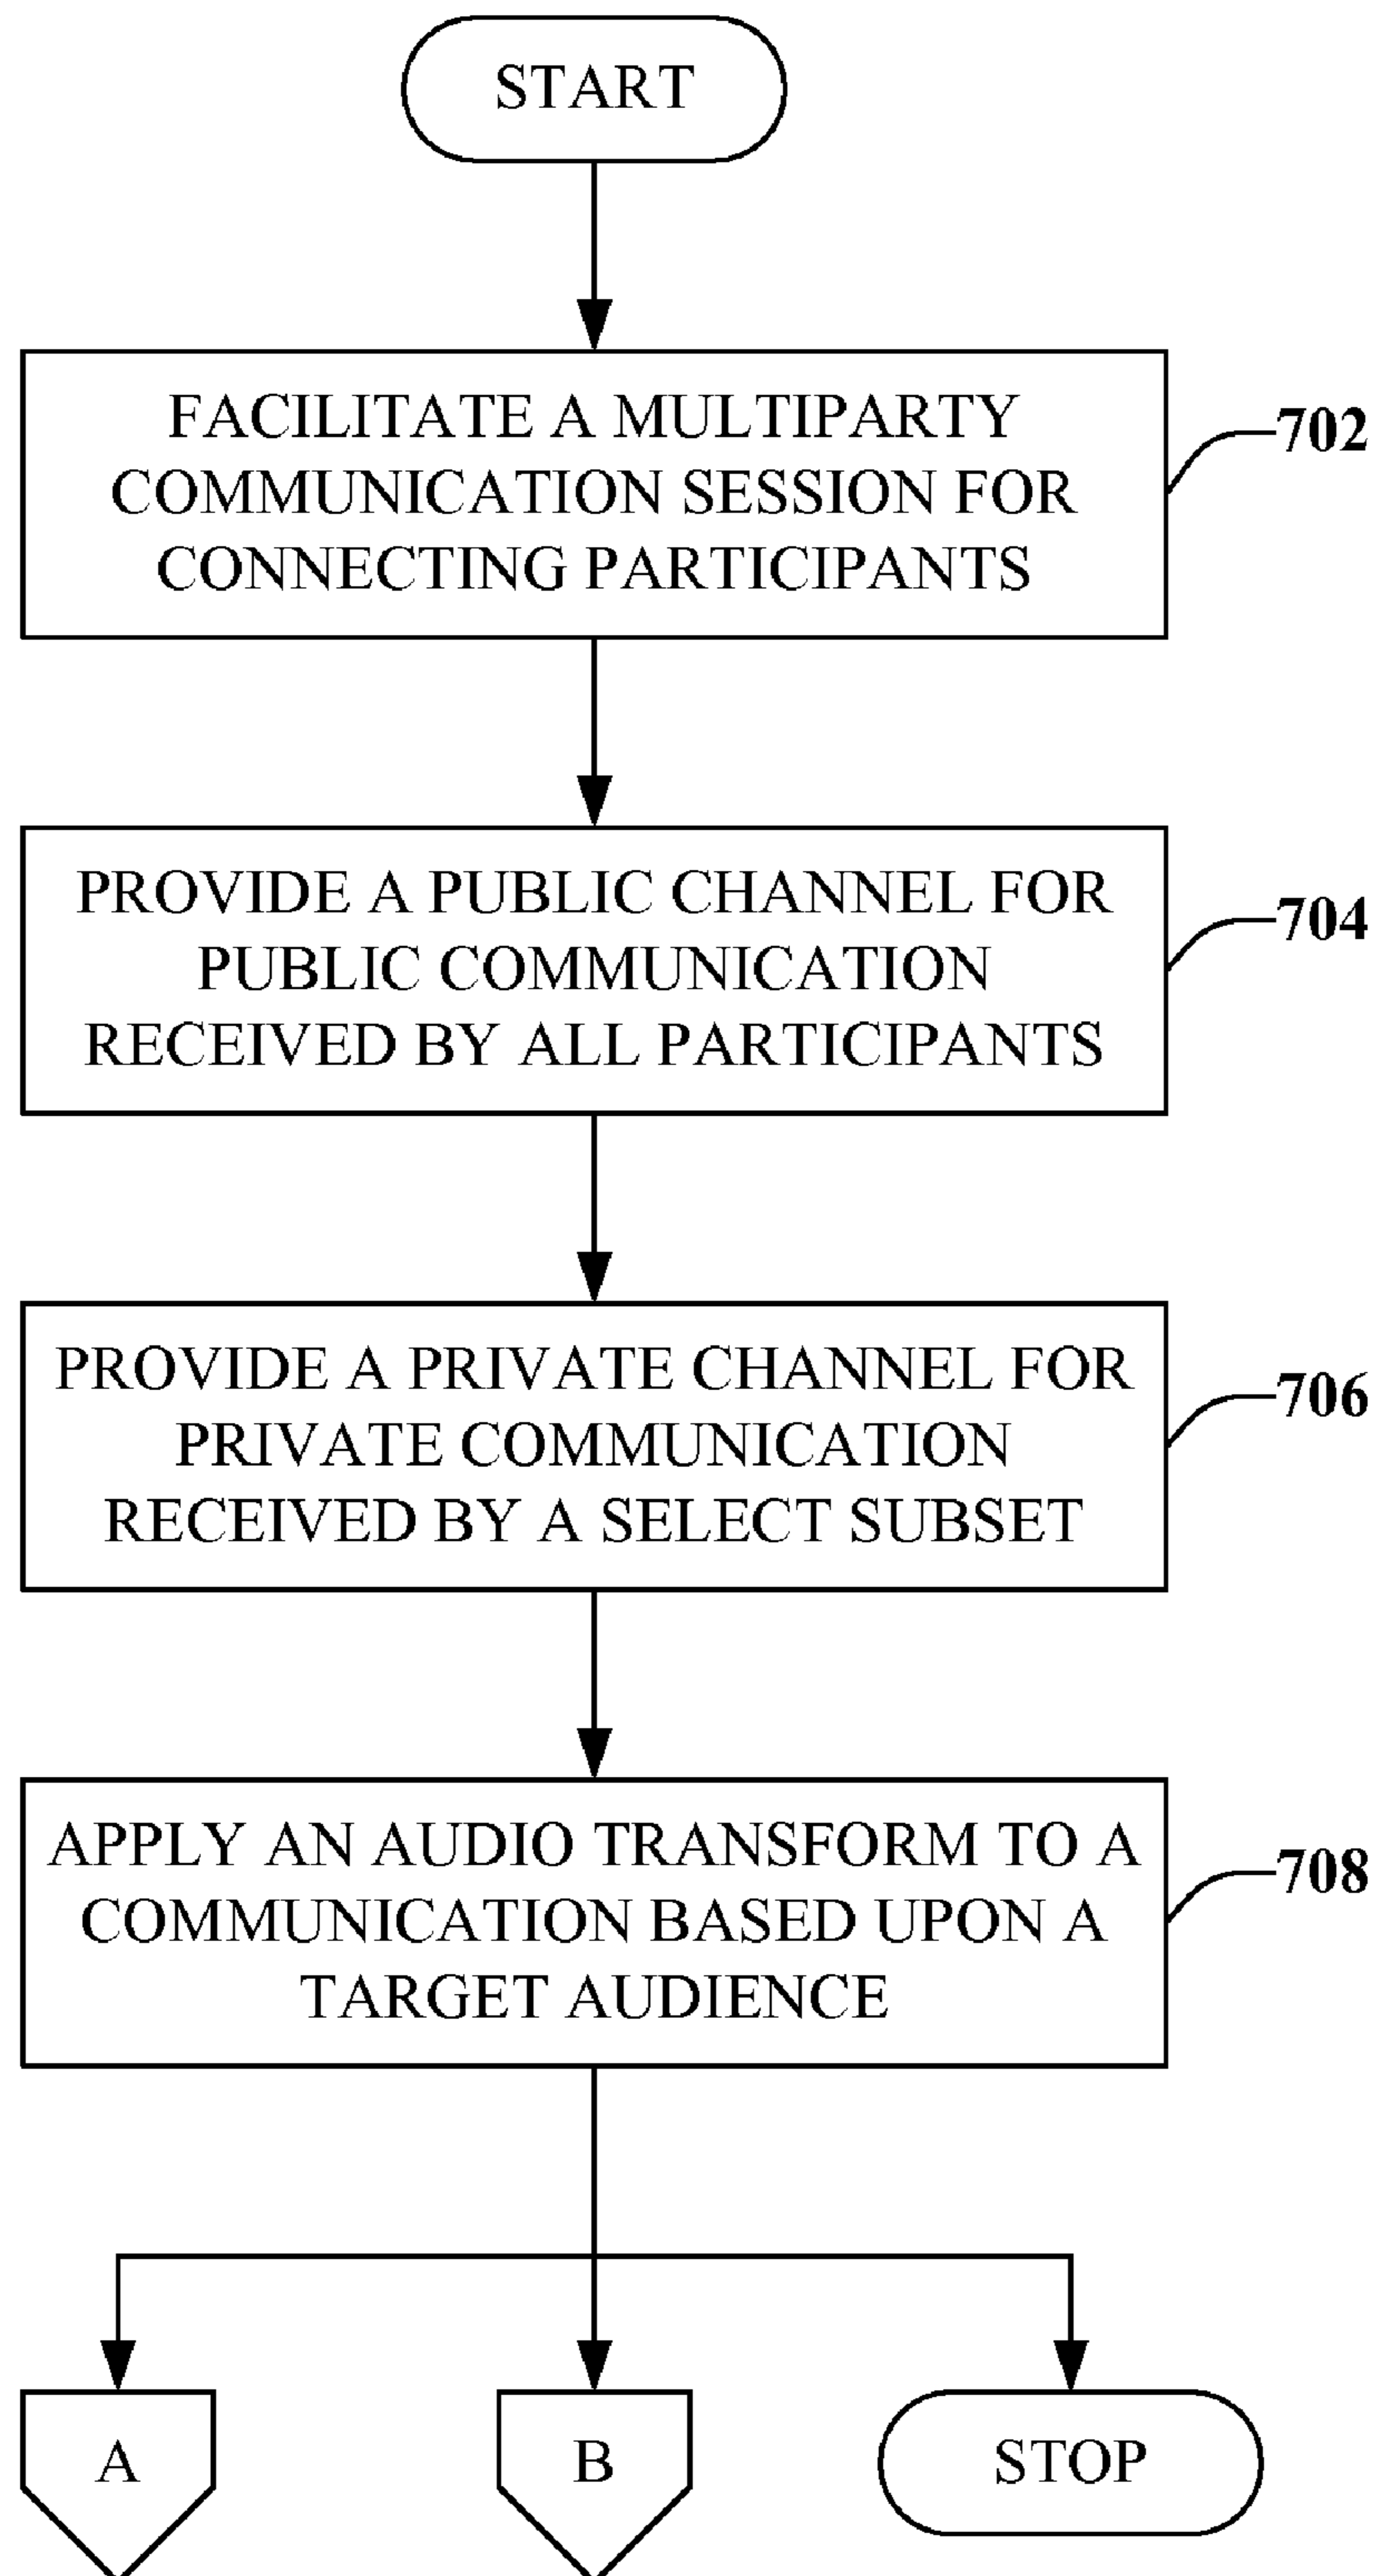 START
FACILITATE A MULTIPARTY
COMMUNICATION SESSION FOR
CONNECTING PARTICIPANTS
702
PROVIDE A PUBLIC CHANNEL FOR
PUBLIC COMMUNICATION
RECEIVED BY ALL PARTICIPANTS
704
PROVIDE A PRIVATE CHANNEL FOR
PRIVATE COMMUNICATION
RECEIVED BY A SELECT SUBSET
706
APPLY AN AUDIO TRANSFORM TO A
COMMUNICATION BASED UPON A
TARGET AUDIENCE
708
A
B
STOP